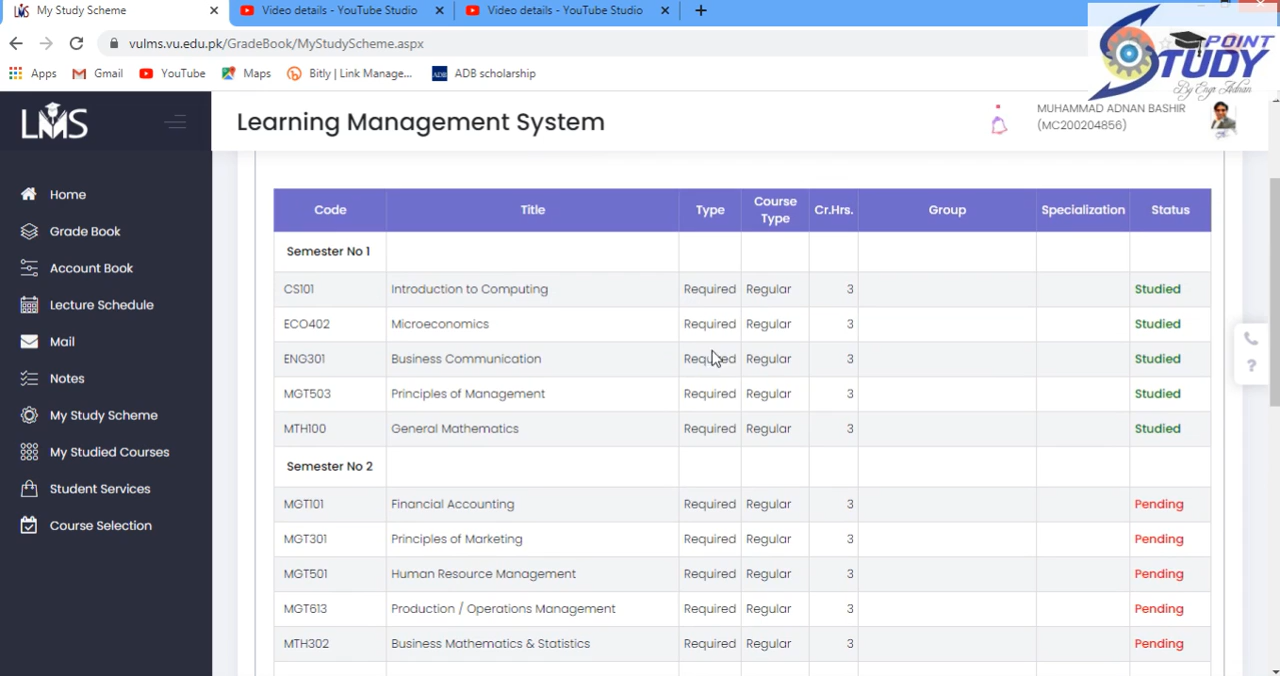 My Study Scheme
Video details - YouTube Studio
Video details - YouTube Studio
vulms.vu.edu.pk/GradeBook/MyStudyScheme.aspx
Apps
Gmail
YouTube
Maps
Bitly | Link Manage...
ADB scholarship
POINT
STUDY
By Engr Adnan
LMS
Learning Management System
MUHAMMAD ADNAN BASHIR
(MC200204856)
Home
Grade Book
Account Book
Lecture Schedule
Mail
Notes
My Study Scheme
My Studied Courses
Student Services
Course Selection
Code Title Type Course Type Cr.Hrs. Group Specialization Status
Semester No 1
CS101 Introduction to Computing Required Regular 3 Studied
ECO402 Microeconomics Required Regular 3 Studied
ENG301 Business Communication Required Regular 3 Studied
MGT503 Principles of Management Required Regular 3 Studied
MTH100 General Mathematics Required Regular 3 Studied
Semester No 2
MGT101 Financial Accounting Required Regular 3 Pending
MGT301 Principles of Marketing Required Regular 3 Pending
MGT501 Human Resource Management Required Regular 3 Pending
MGT613 Production / Operations Management Required Regular 3 Pending
MTH302 Business Mathematics & Statistics Required Regular 3 Pending